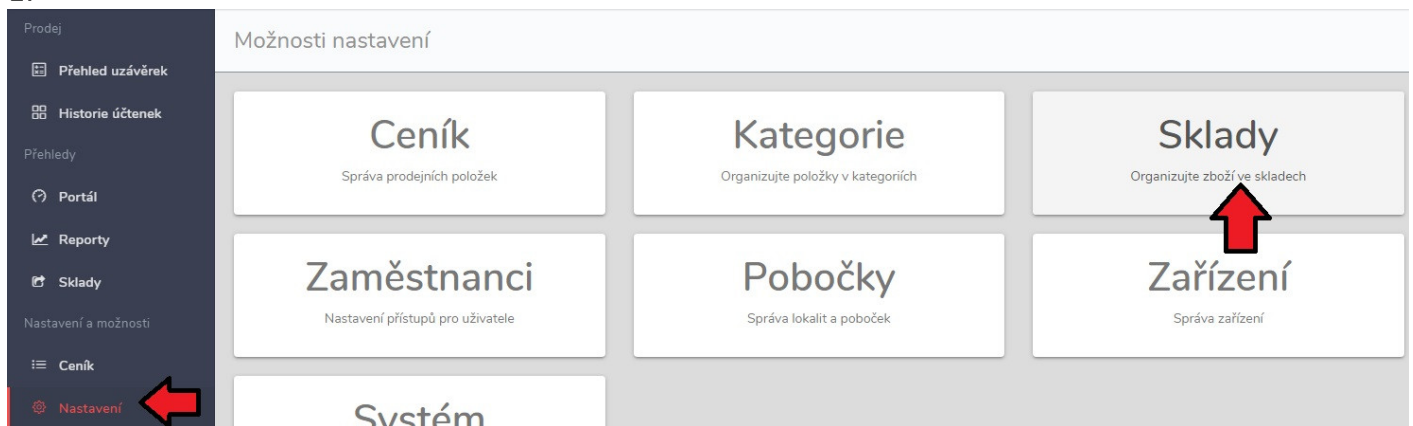 Prodej
Přehled uzávěrek
Historie účtenek
Přehledy
Portál
Reporty
Sklady
Nastavení a možnosti
Ceník
Nastavení
Možnosti nastavení
Ceník
Správa prodejních položek
Kategorie
Organizujte položky v kategoriích
Sklady
Organizujte zboží ve skladech
Zaměstnanci
Nastavení přístupů pro uživatele
Pobočky
Správa lokalit a poboček
Zařízení
Správa zařízení
Systém